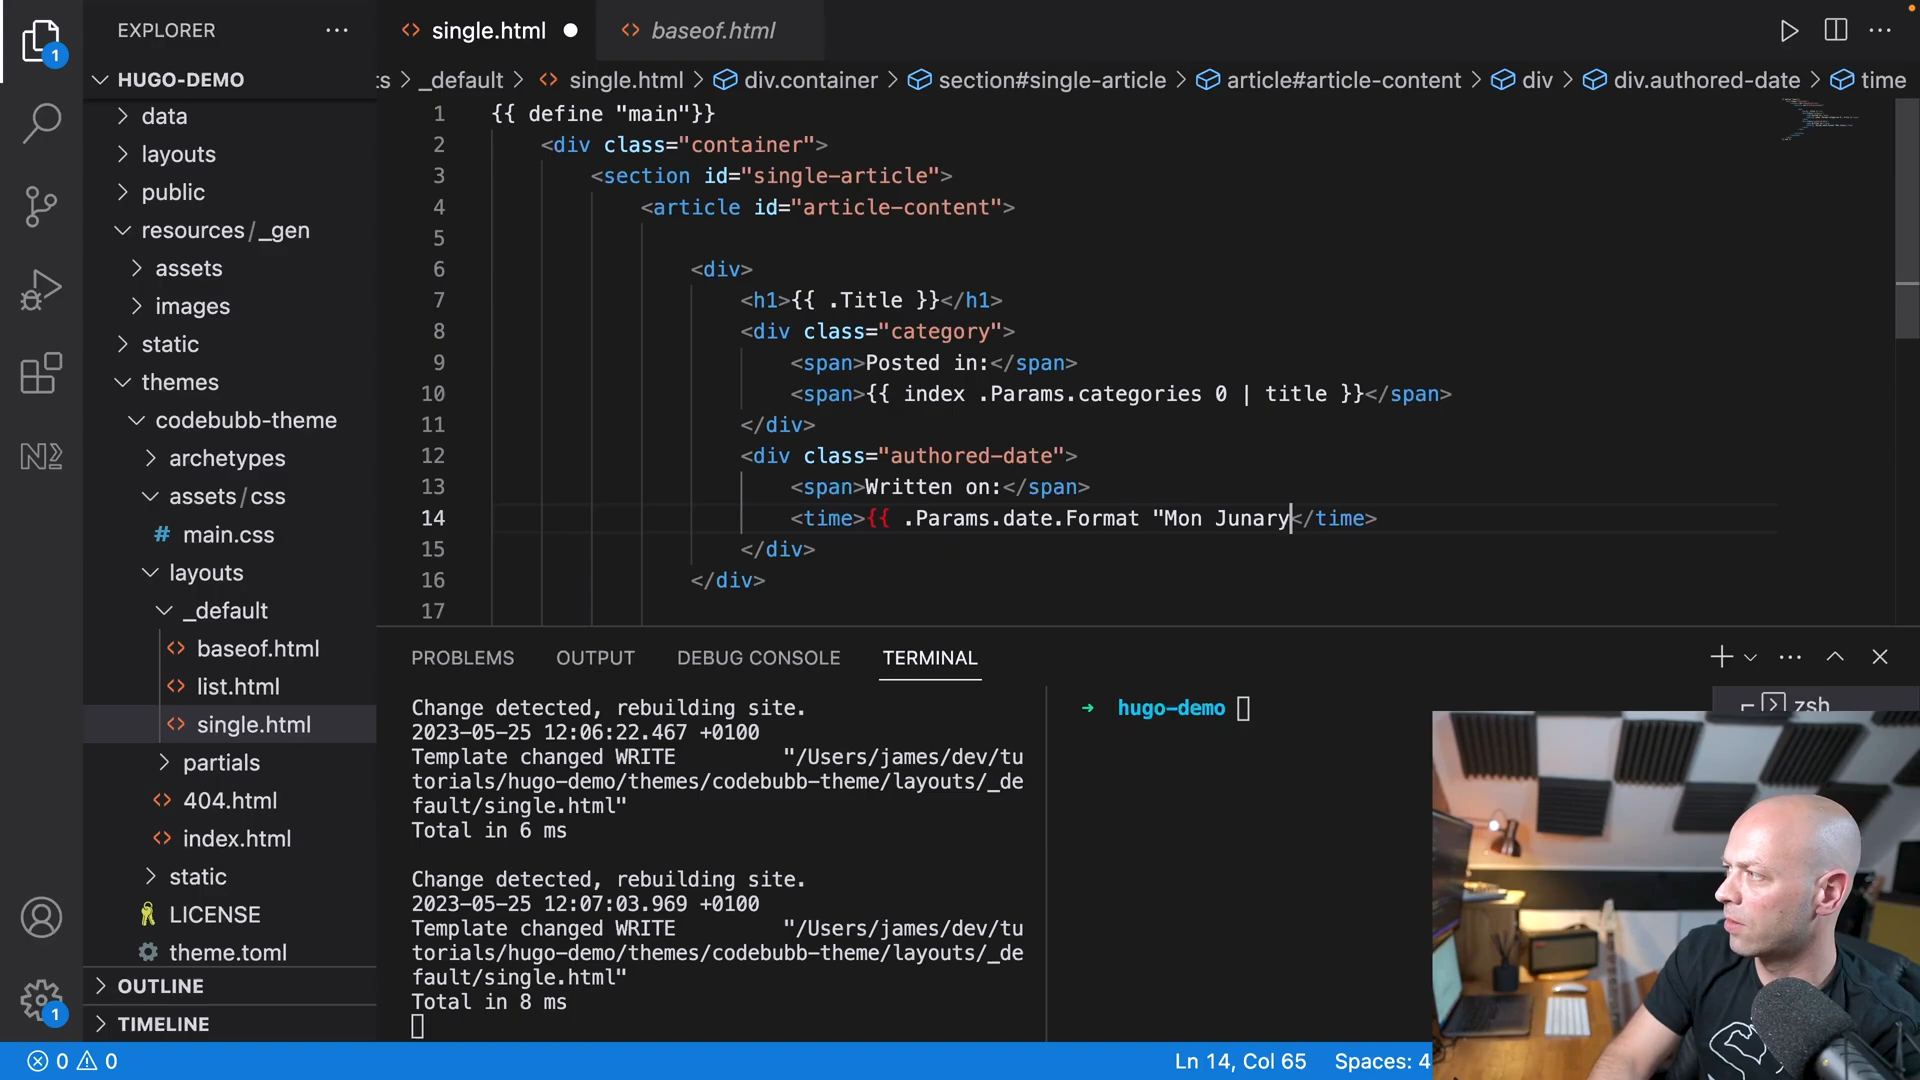 1
EXPLORER
HUGO-DEMO
data
layouts
public
resources / _gen
assets
images
static
themes
codebubb-theme
archetypes
assets / css
# main.css
layouts
_default
baseof.html
list.html
single.html
partials
404.html
index.html
static
LICENSE
theme.toml
OUTLINE
TIMELINE
1
single.html
baseof.html
ts > _default > single.html > div.container > section#single-article > article#article-content > div > div.authored-date > time
1 {{ define "main"}}
2 <div class="container">
3 <section id="single-article">
4 <article id="article-content">
5
6 <div>
7 <h1>{{ .Title }}</h1>
8 <div class="category">
9 <span>Posted in:</span>
10 <span>{{ index .Params.categories 0 | title }}</span>
11 </div>
12 <div class="authored-date">
13 <span>Written on:</span>
14 <time>{{ .Params.date.Format "Mon Junary</time>
15 </div>
16 </div>
17
PROBLEMS OUTPUT DEBUG CONSOLE TERMINAL
Change detected, rebuilding site.
2023-05-25 12:06:22.467 +0100
Template changed WRITE "/Users/james/dev/tu
torials/hugo-demo/themes/codebubb-theme/layouts/_de
fault/single.html"
Total in 6 ms
Change detected, rebuilding site.
2023-05-25 12:07:03.969 +0100
Template changed WRITE "/Users/james/dev/tu
torials/hugo-demo/themes/codebubb-theme/layouts/_de
fault/single.html"
Total in 8 ms
→ hugo-demo
zsh
0 0
Ln 14, Col 65 Spaces: 4